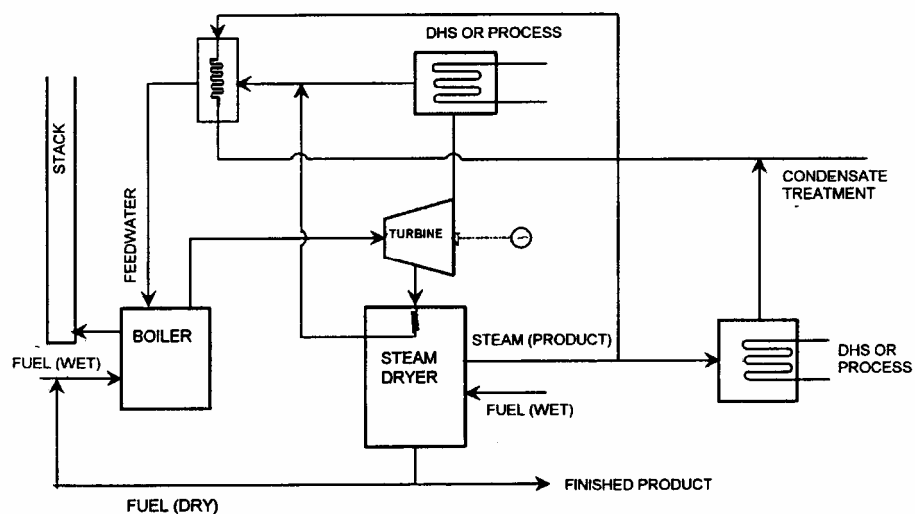 DHS OR PROCESS
STACK
FEEDWATER
CONDENSATE
TREATMENT
TURBINE
BOILER
STEAM (PRODUCT)
STEAM
DRYER
FUEL (WET)
DHS OR
PROCESS
FUEL (WET)
FINISHED PRODUCT
FUEL (DRY)